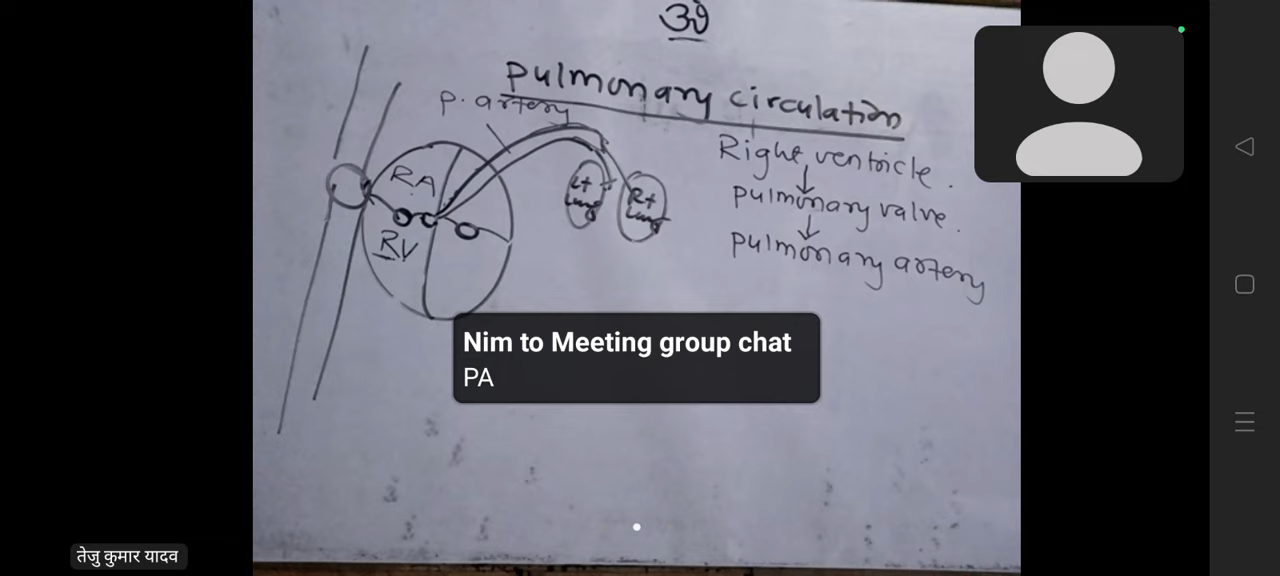 ॐ
Pulmonary circulation
P. artery
Right ventricle.
pulmonary valve.
pulmonary artery
RA
RV
Lt
Lung
Rt
Lung
Nim to Meeting group chat
PA
तेजु कुमार यादव